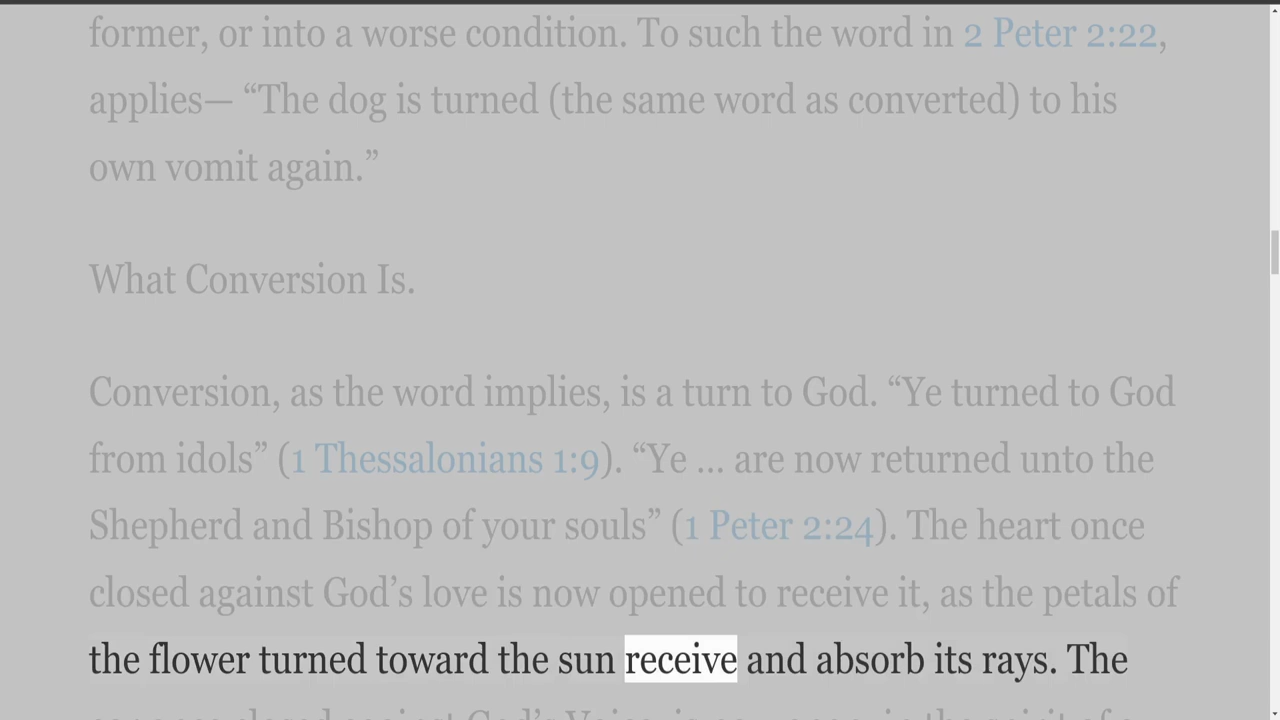 former, or into a worse condition. To such the word in 2 Peter 2:22,
applies— “The dog is turned (the same word as converted) to his
own vomit again.”
What Conversion Is.
Conversion, as the word implies, is a turn to God. “Ye turned to God
from idols” (1 Thessalonians 1:9). “Ye ... are now returned unto the
Shepherd and Bishop of your souls” (1 Peter 2:24). The heart once
closed against God’s love is now opened to receive it, as the petals of
the flower turned toward the sun receive and absorb its rays. The